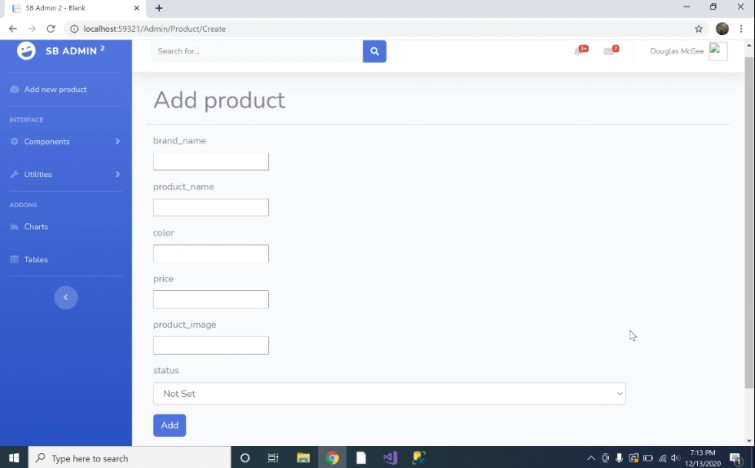 SB Admin 2 - Blank
localhost:59321/Admin/Product/Create
SB ADMIN 2
Search for...
3+
7
Douglas McGee
Add new product
INTERFACE
Components
Utilities
ADDONS
Charts
Tables
Add product
brand_name
product_name
color
price
product_image
status
Not Set
Add
Type here to search
7:13 PM
12/13/2020